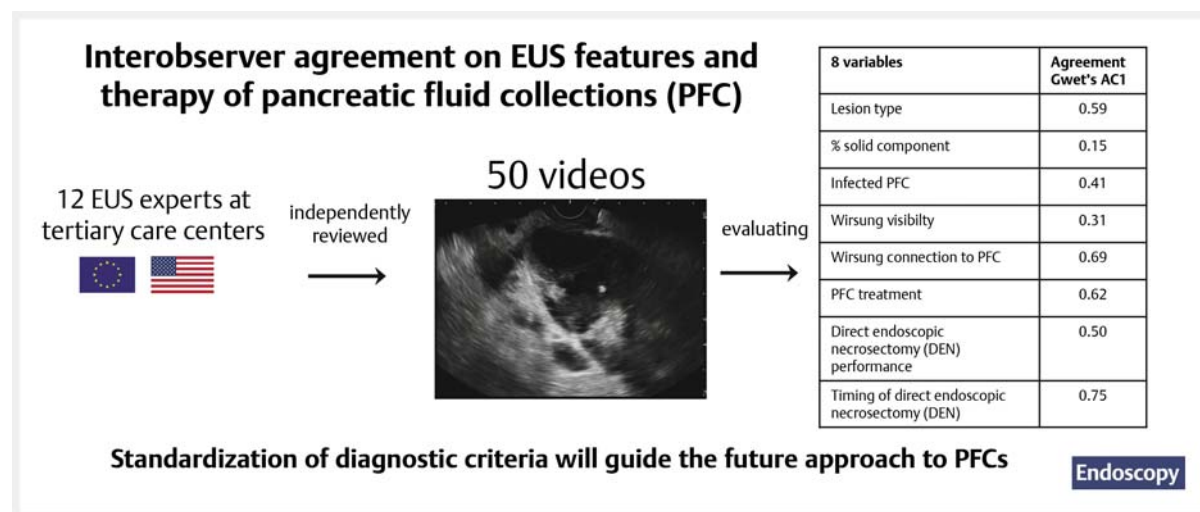 Interobserver agreement on EUS features and
therapy of pancreatic fluid collections (PFC)
12 EUS experts at
tertiary care centers
independently
reviewed
50 videos
evaluating
8 variables
Agreement
Gwet's AC1
Lesion type
0.59
% solid component
0.15
Infected PFC
0.41
Wirsung visibilty
0.31
Wirsung connection to PFC
0.69
PFC treatment
0.62
Direct endoscopic
necrosectomy (DEN)
performance
0.50
Timing of direct endoscopic
necrosectomy (DEN)
0.75
Standardization of diagnostic criteria will guide the future approach to PFCs
Endoscopy